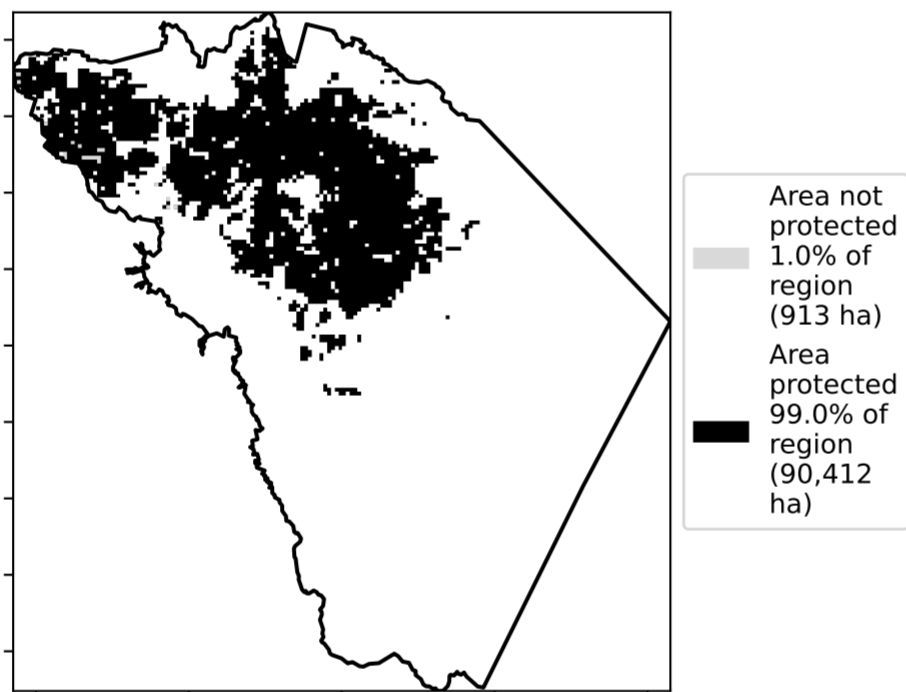 Area not
protected
1.0% of
region
(913 ha)
Area
protected
99.0% of
region
(90,412
ha)